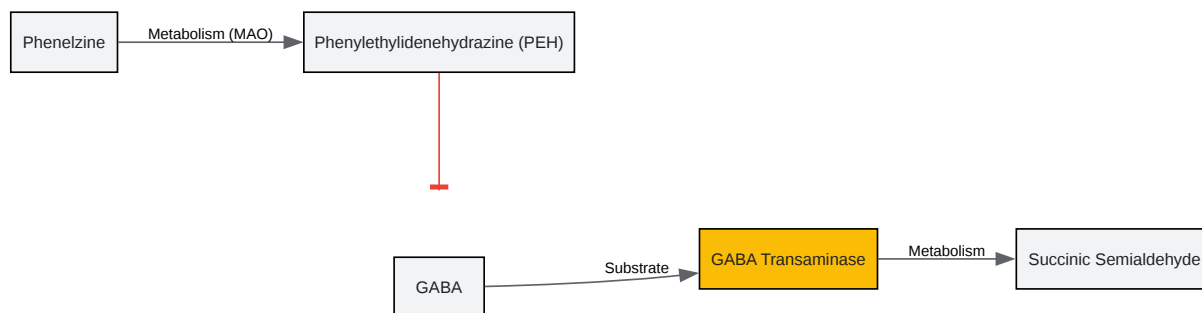 Phenelzine
Metabolism (MAO)
Phenylethylidenehydrazine (PEH)
GABA
Substrate
GABA Transaminase
Metabolism
Succinic Semialdehyde